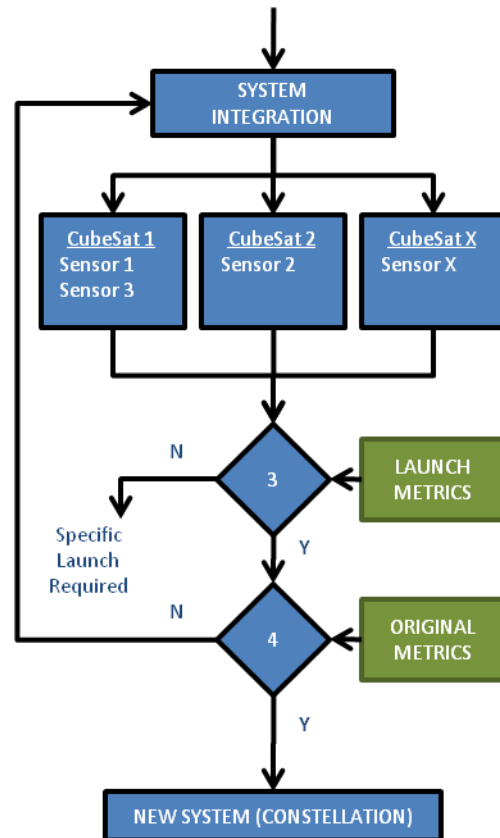 SYSTEM
INTEGRATION
CubeSat 1
Sensor 1
Sensor 3
CubeSat 2
Sensor 2
CubeSat X
Sensor X
N
3
LAUNCH
METRICS
Specific
Launch
Required
Y
N
4
ORIGINAL
METRICS
Y
NEW SYSTEM (CONSTELLATION)